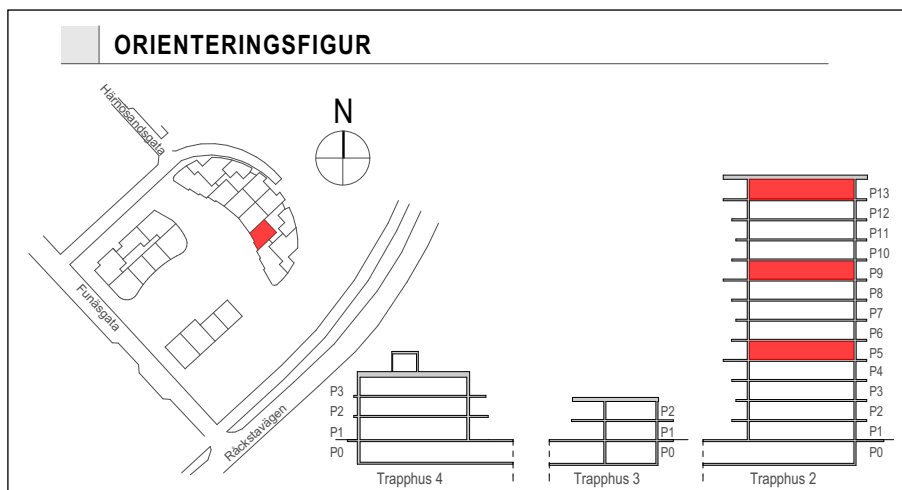 ORIENTERINGSFIGUR
Härnösandsgata
N
Funäsgata
Råckstavägen
P3
P2
P1
P0
Trapphus 4
P2
P1
P0
Trapphus 3
P13
P12
P11
P10
P9
P8
P7
P6
P5
P4
P3
P2
P1
P0
Trapphus 2